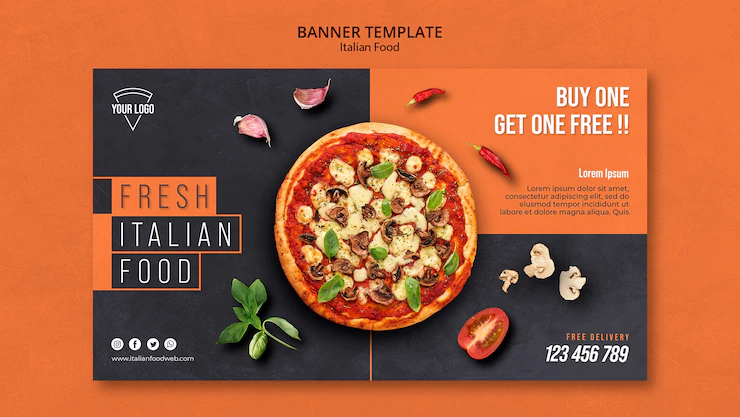 BANNER TEMPLATE
Italian Food
YOUR LOGO
FRESH
ITALIAN
FOOD
www.italianfoodweb.com
BUY ONE
GET ONE FREE !!
Lorem Ipsum
Lorem ipsum dolor sit amet,
consectetur adipiscing elit, sed do
eiusmod tempor incididunt ut
labore et dolore magna aliqua. Quis
FREE DELIVERY
123 456 789